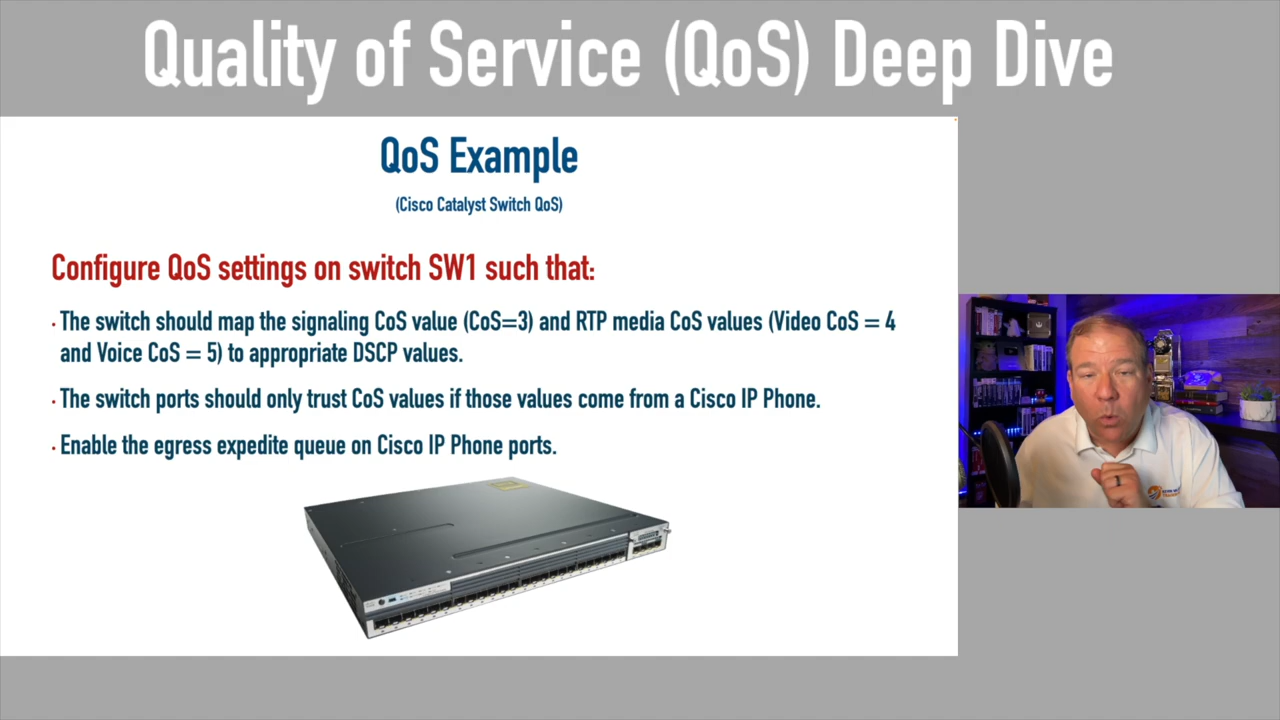 Quality of Service (QoS) Deep Dive
QoS Example
(Cisco Catalyst Switch QoS)
Configure QoS settings on switch SW1 such that:
· The switch should map the signaling CoS value (CoS=3) and RTP media CoS values (Video CoS = 4
and Voice CoS = 5) to appropriate DSCP values.
· The switch ports should only trust CoS values if those values come from a Cisco IP Phone.
· Enable the egress expedite queue on Cisco IP Phone ports.